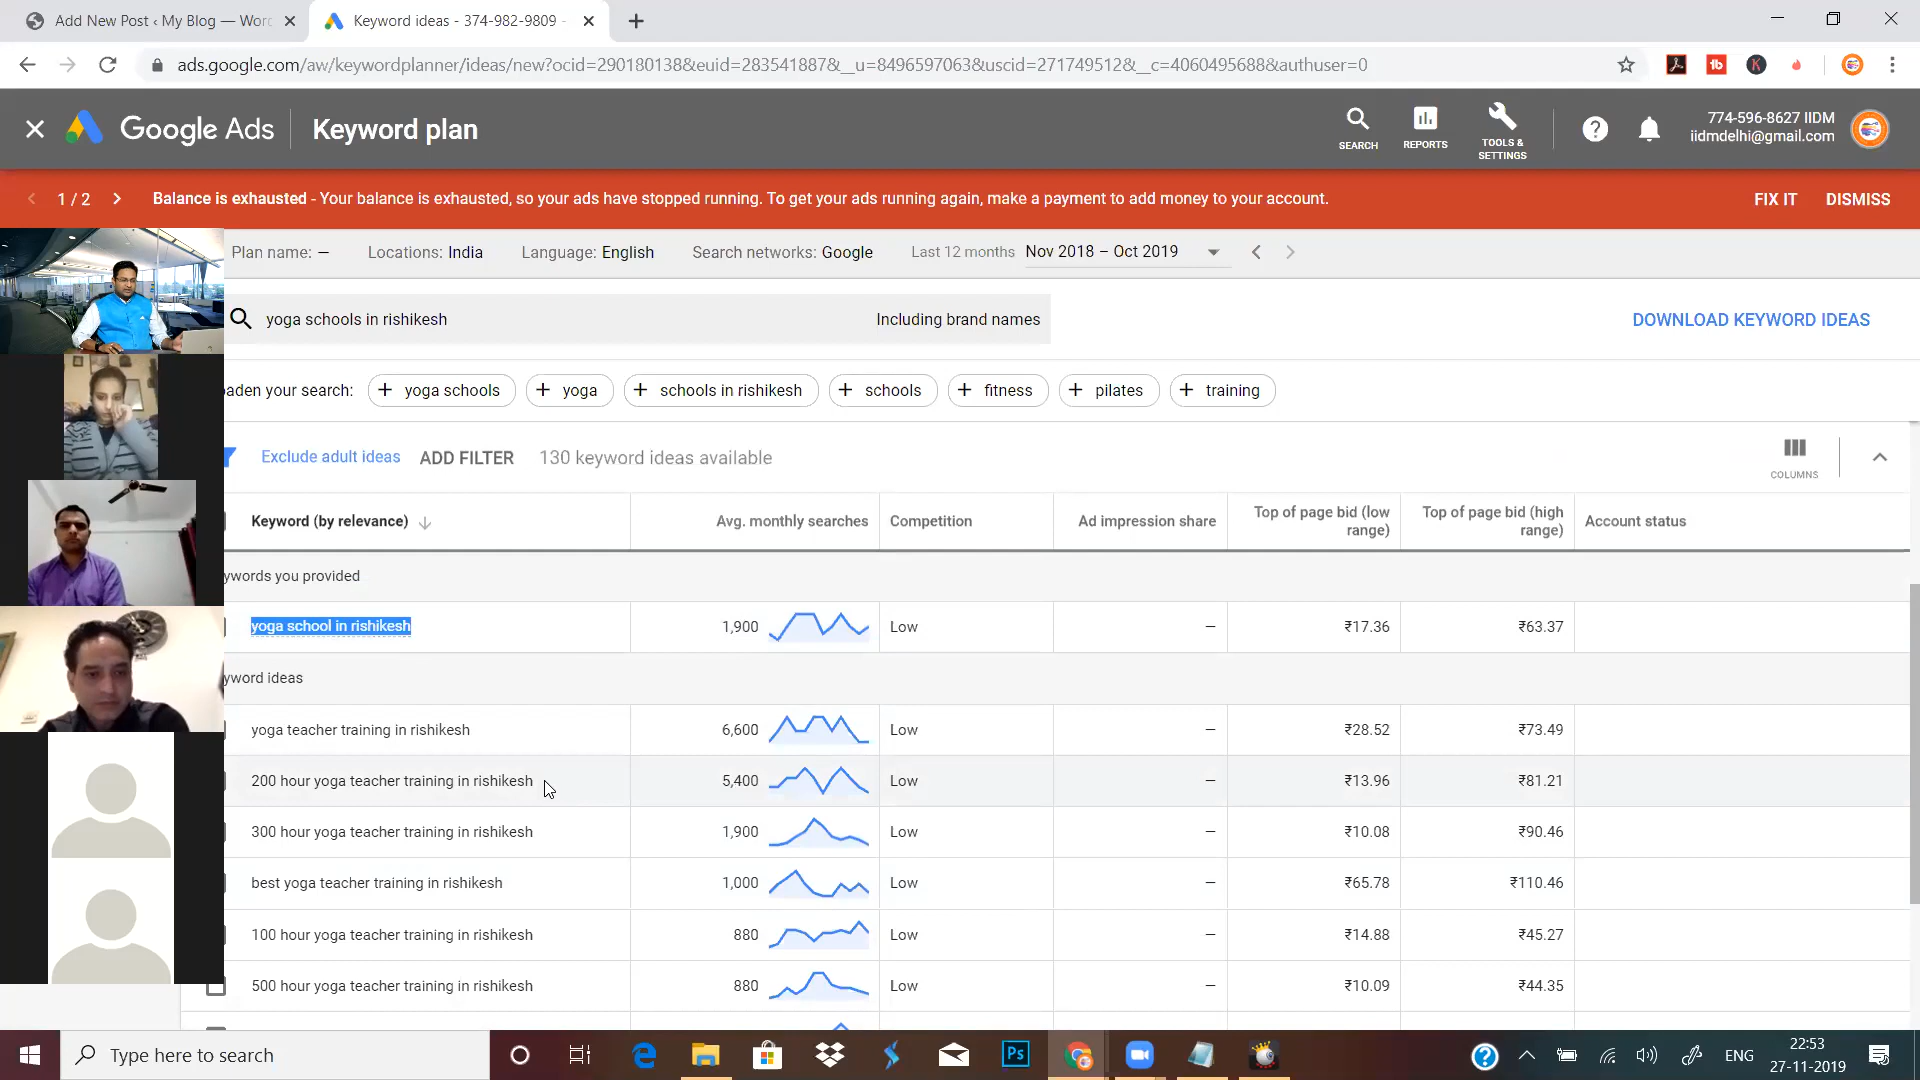 Add New Post ‹ My Blog — Word
Keyword ideas - 374-982-9809 -
ads.google.com/aw/keywordplanner/ideas/new?ocid=290180138&euid=283541887&__u=8496597063&uscid=271749512&__c=4060495688&authuser=0
Google Ads Keyword plan
SEARCH
REPORTS
TOOLS & SETTINGS
774-596-8627 IIDM
iidmdelhi@gmail.com
1 / 2 Balance is exhausted - Your balance is exhausted, so your ads have stopped running. To get your ads running again, make a payment to add money to your account. FIX IT DISMISS
Plan name: — Locations: India Language: English Search networks: Google Last 12 months Nov 2018 – Oct 2019
yoga schools in rishikesh Including brand names DOWNLOAD KEYWORD IDEAS
oaden your search: + yoga schools + yoga + schools in rishikesh + schools + fitness + pilates + training
Exclude adult ideas ADD FILTER 130 keyword ideas available COLUMNS
Keyword (by relevance) Avg. monthly searches Competition Ad impression share Top of page bid (low range) Top of page bid (high range) Account status
ywords you provided
yoga school in rishikesh 1,900 Low – ₹17.36 ₹63.37
yword ideas
yoga teacher training in rishikesh 6,600 Low – ₹28.52 ₹73.49
200 hour yoga teacher training in rishikesh 5,400 Low – ₹13.96 ₹81.21
300 hour yoga teacher training in rishikesh 1,900 Low – ₹10.08 ₹90.46
best yoga teacher training in rishikesh 1,000 Low – ₹65.78 ₹110.46
100 hour yoga teacher training in rishikesh 880 Low – ₹14.88 ₹45.27
500 hour yoga teacher training in rishikesh 880 Low – ₹10.09 ₹44.35
Type here to search
Ps
ENG
22:53
27-11-2019